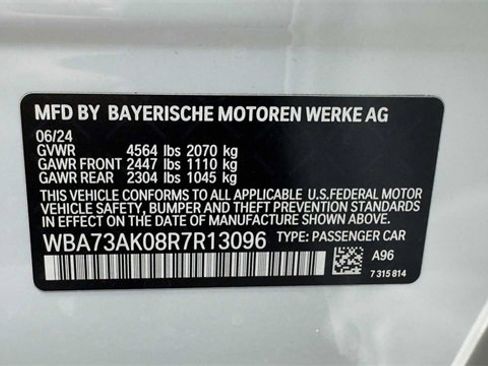 MFD BY BAYERISCHE MOTOREN WERKE AG
06/24
GVWR 4564 lbs 2070 kg
GAWR FRONT 2447 lbs 1110 kg
GAWR REAR 2304 lbs 1045 kg
THIS VEHICLE CONFORMS TO ALL APPLICABLE U.S.FEDERAL MOTOR
VEHICLE SAFETY, BUMPER AND THEFT PREVENTION STANDARDS
IN EFFECT ON THE DATE OF MANUFACTURE SHOWN ABOVE.
WBA73AK08R7R13096 TYPE: PASSENGER CAR
A96
7 315 814